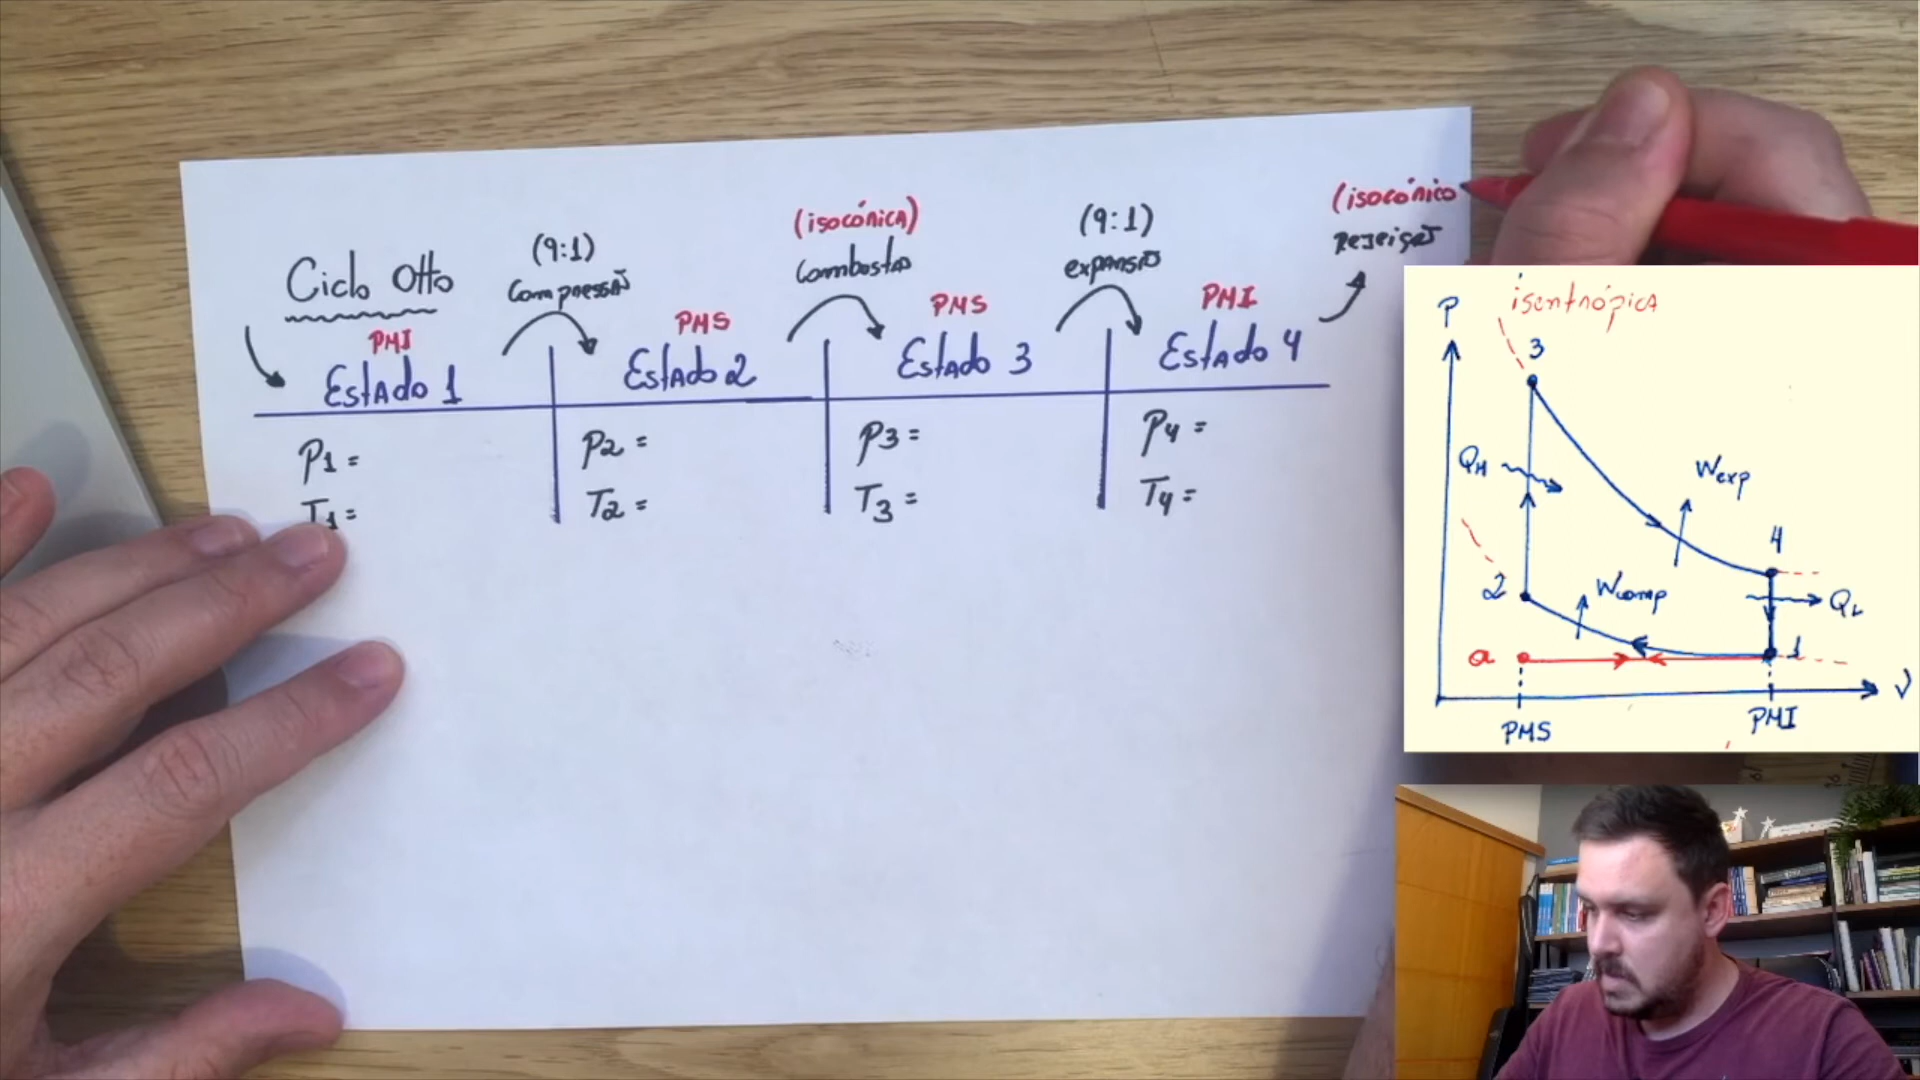 Ciclo Otto
(9:1)
Compressão
(isocórica)
Combustão
(9:1)
expansão
(isocórico
Rejeição
PMI
Estado 1
PMS
Estado 2
PMS
Estado 3
PMI
Estado 4
P1 =
T1 =
P2 =
T2 =
P3 =
T3 =
P4 =
T4 =
P
isentrópica
3
QH
Wexp
4
2
Wcomp
QL
a
1
V
PMS
PMI